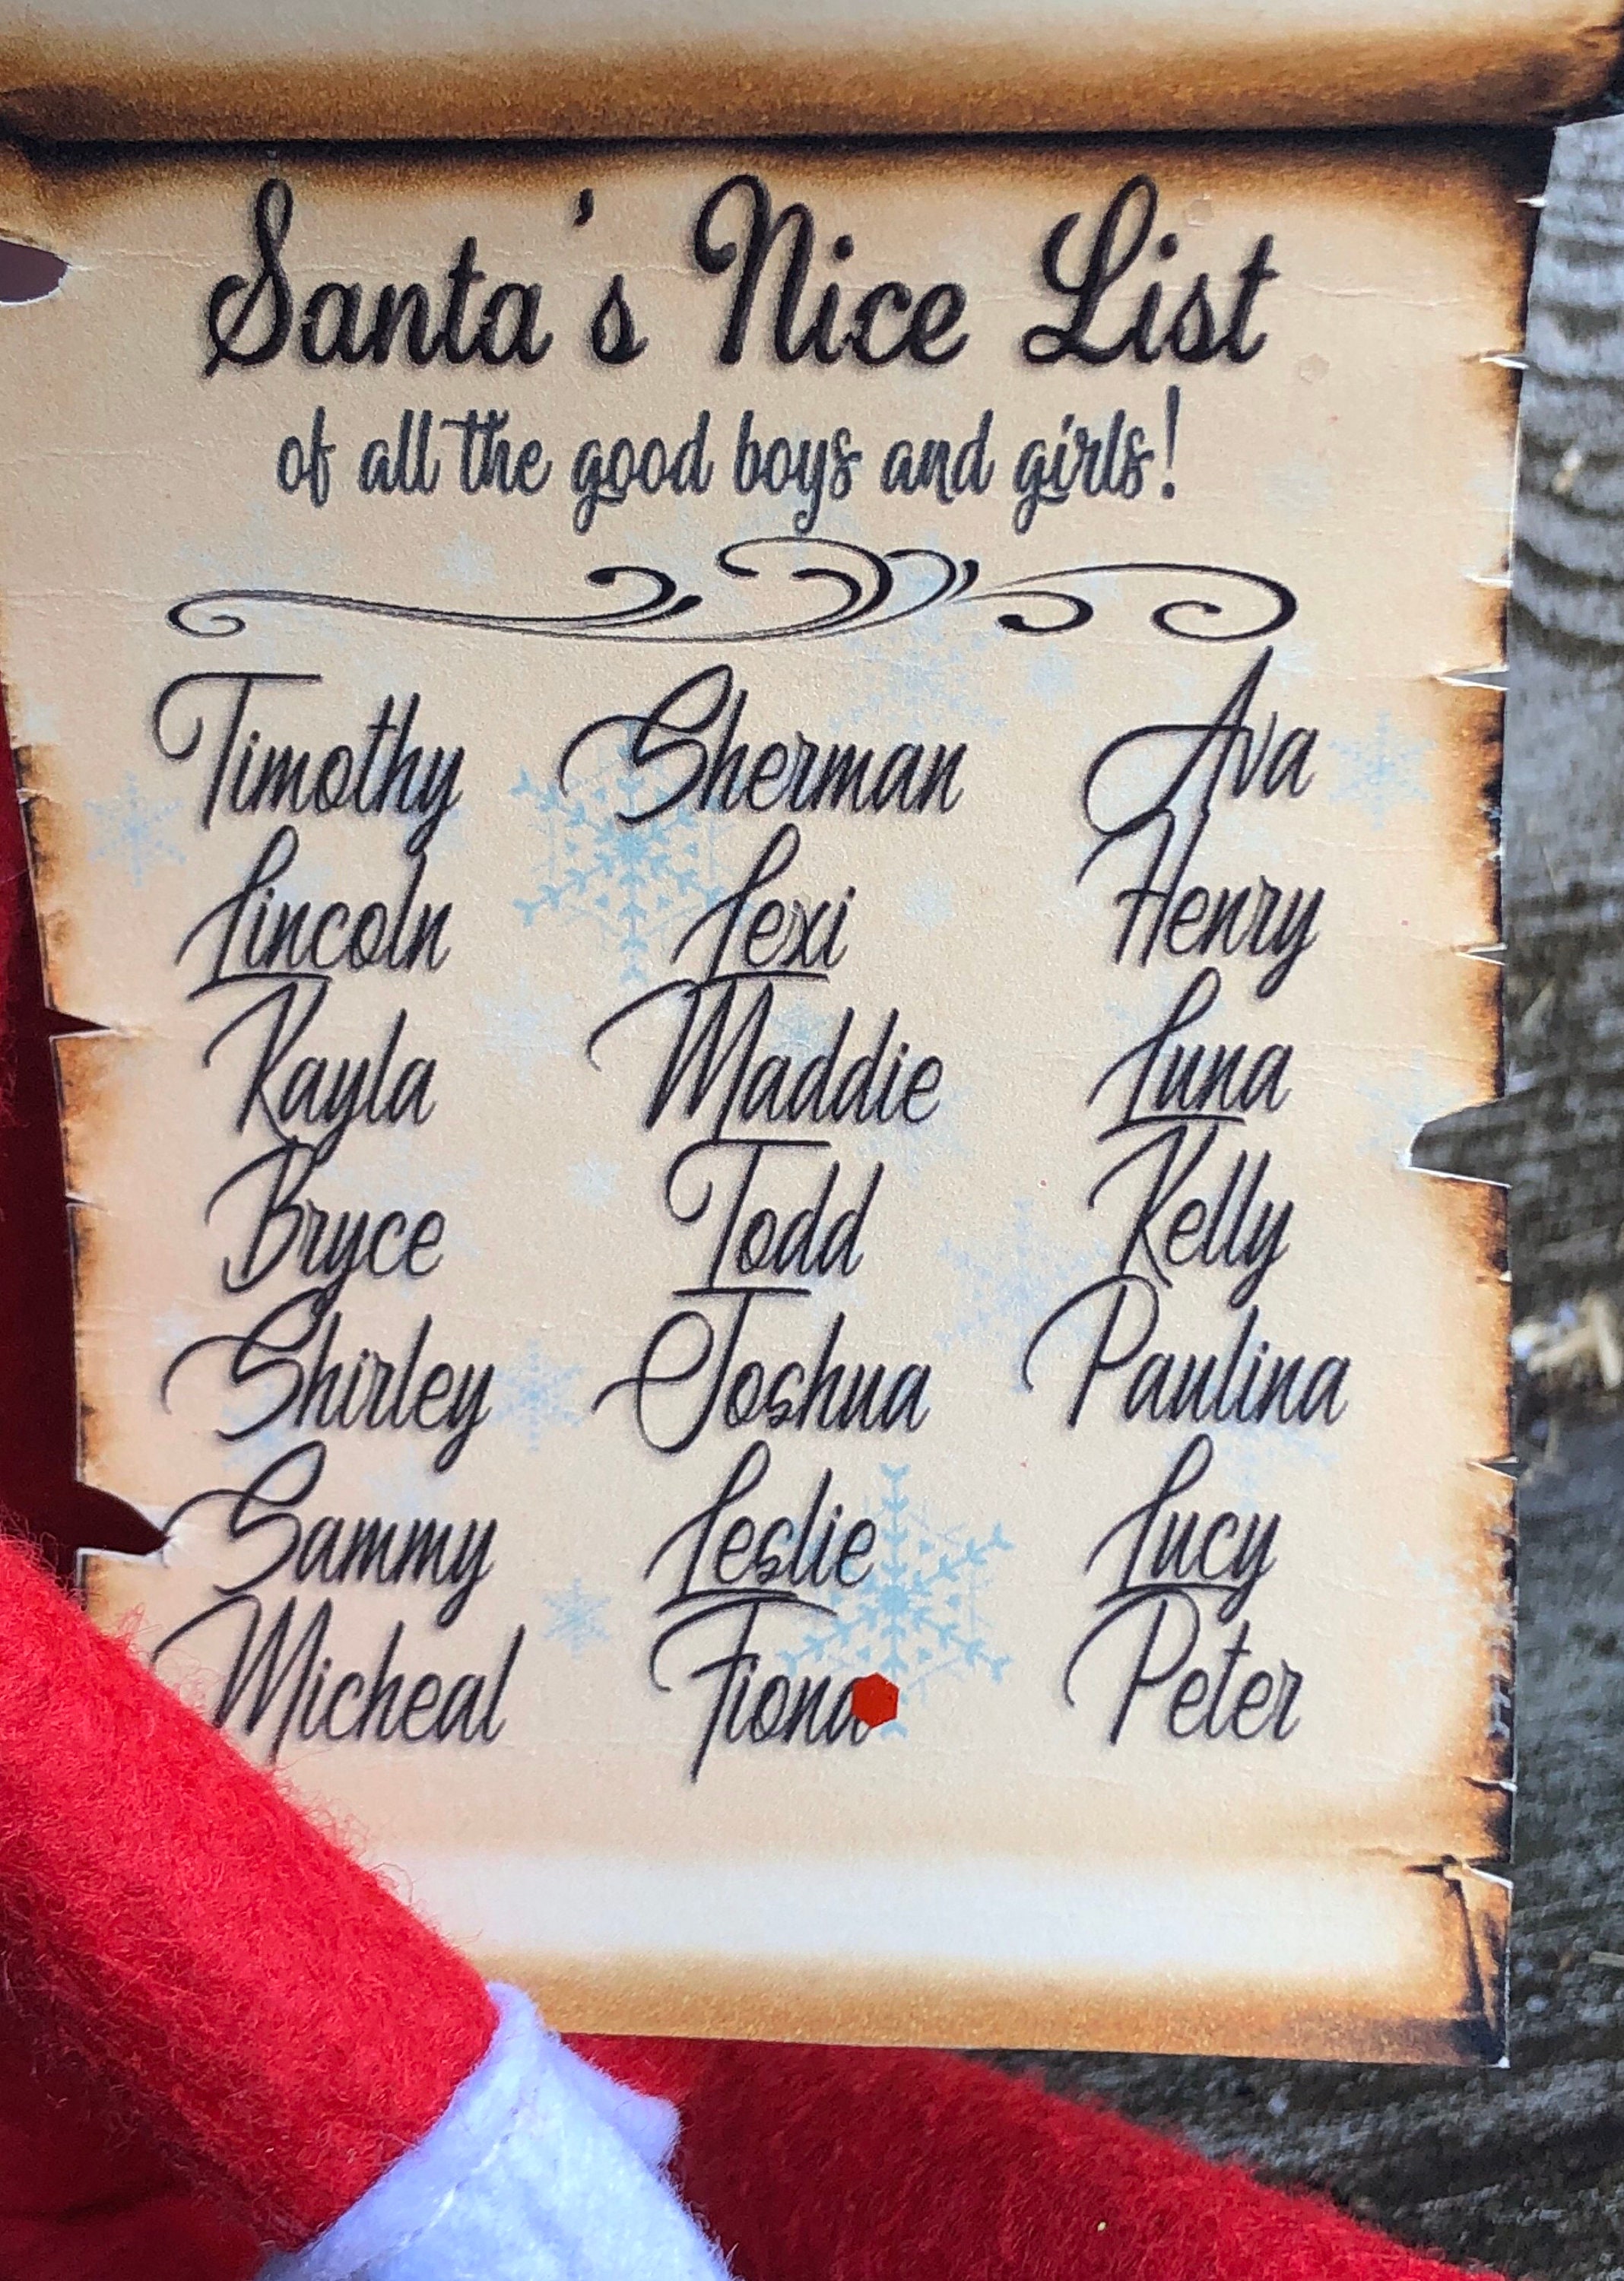 Santa's Nice List
of all the good boys and girls!
Timothy Sherman Ava
Lincoln Lexi Henry
Kayla Maddie Luna
Bryce Todd Kelly
Shirley Joshua Paulina
Sammy Leslie Lucy
Micheal Fiona Peter